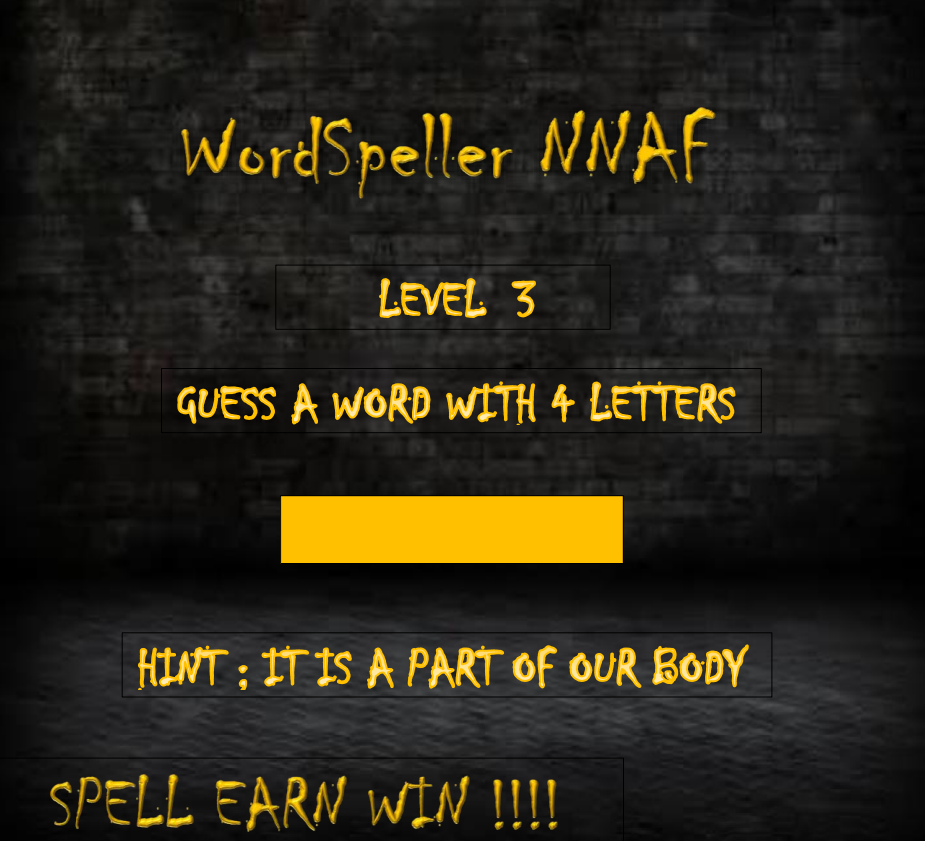 WordSpeller NNAF
LEVEL 3
GUESS A WORD WITH 4 LETTERS
HINT ; IT IS A PART OF OUR BODY
SPELL EARN WIN !!!!